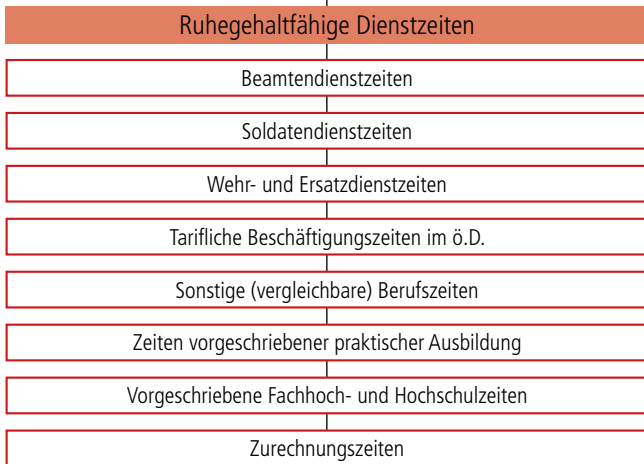 Ruhegehaltfähige Dienstzeiten
Beamtendienstzeiten
Soldatendienstzeiten
Wehr- und Ersatzdienstzeiten
Tarifliche Beschäftigungszeiten im ö.D.
Sonstige (vergleichbare) Berufszeiten
Zeiten vorgeschriebener praktischer Ausbildung
Vorgeschriebene Fachhoch- und Hochschulzeiten
Zurechnungszeiten